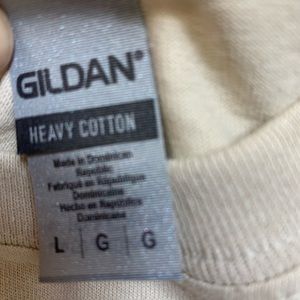 GILDAN®
HEAVY COTTON
Made in Dominican
Republic
Fabriqué en République
Dominicaine
Hecho en República
Dominicana
L G G